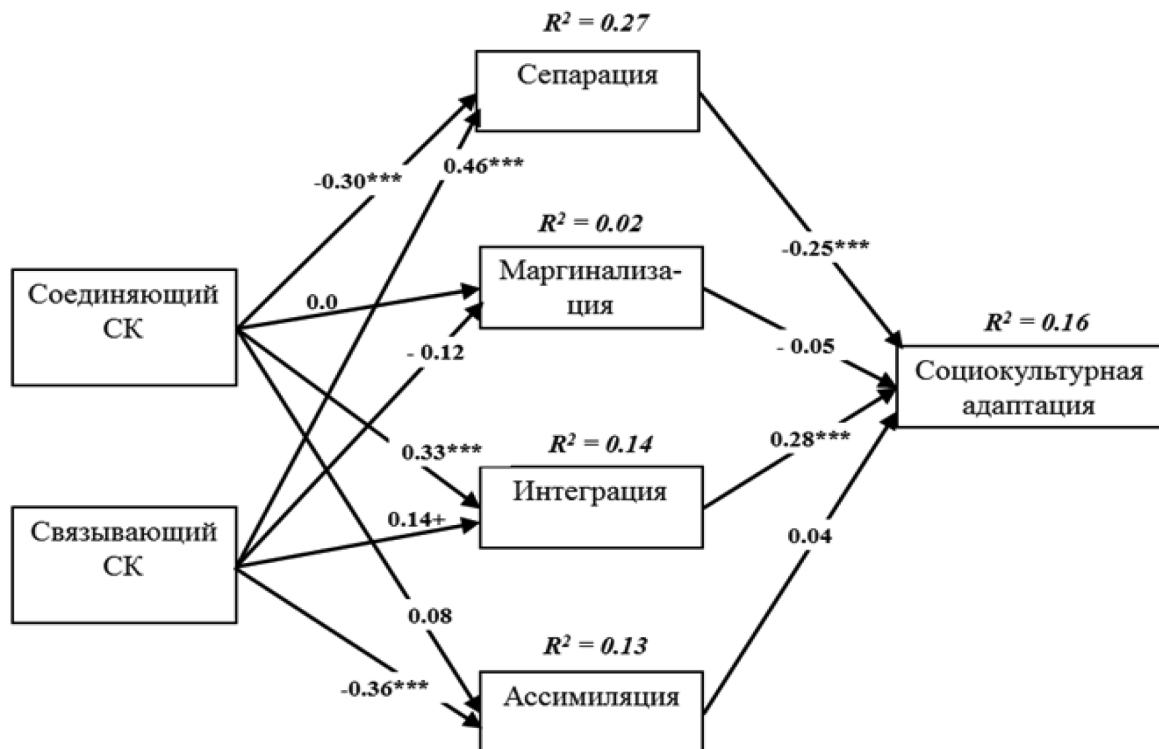 R² = 0.27
Сепарация
-0.30***
0.46***
R² = 0.02
Маргинализа-
ция
0.0
- 0.12
-0.25***
Соединяющий
СК
- 0.05
R² = 0.16
Социокультурная
адаптация
0.33***
R² = 0.14
Интеграция
0.28***
Связывающий
СК
0.14+
0.04
0.08
R² = 0.13
-0.36***
Ассимиляция